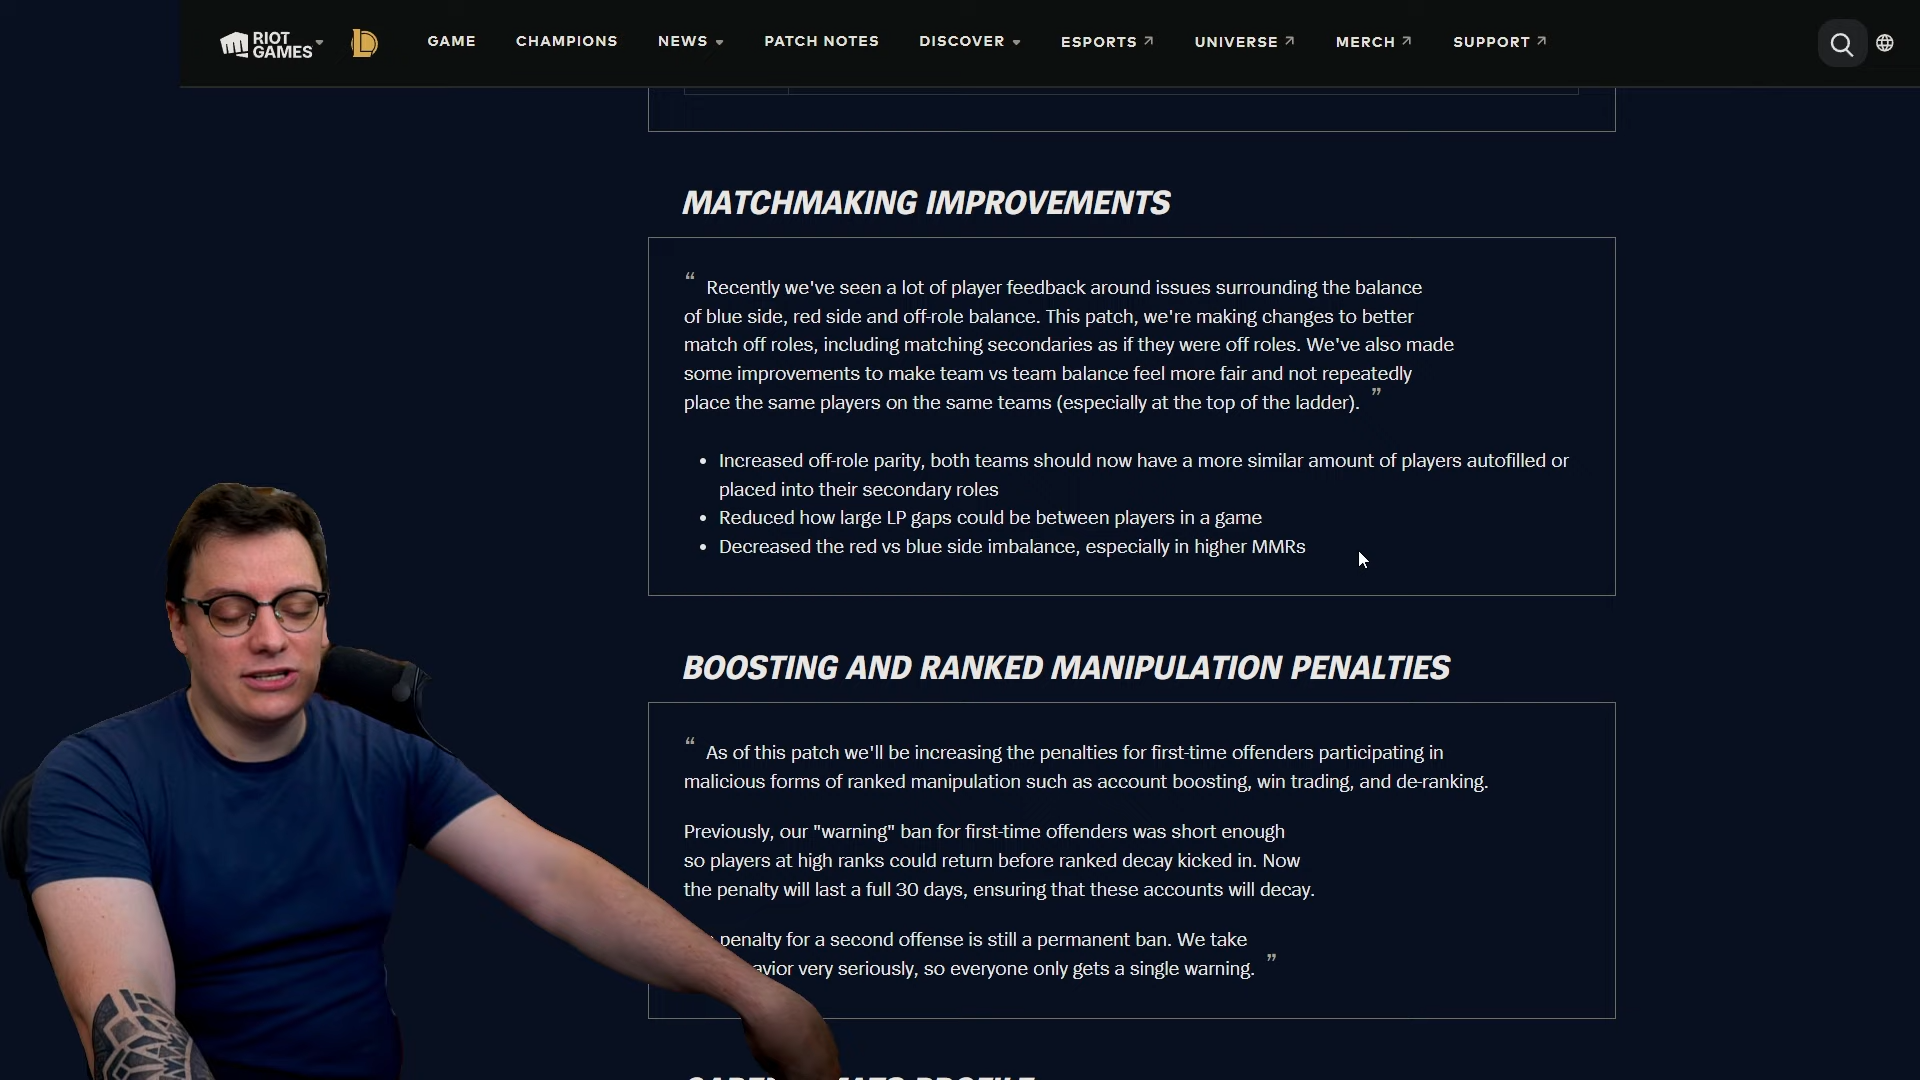 RIOT GAMES GAME CHAMPIONS NEWS PATCH NOTES DISCOVER ESPORTS UNIVERSE MERCH SUPPORT
MATCHMAKING IMPROVEMENTS
“ Recently we've seen a lot of player feedback around issues surrounding the balance
of blue side, red side and off-role balance. This patch, we're making changes to better
match off roles, including matching secondaries as if they were off roles. We've also made
some improvements to make team vs team balance feel more fair and not repeatedly
place the same players on the same teams (especially at the top of the ladder). ”
• Increased off-role parity, both teams should now have a more similar amount of players autofilled or
placed into their secondary roles
• Reduced how large LP gaps could be between players in a game
• Decreased the red vs blue side imbalance, especially in higher MMRs
BOOSTING AND RANKED MANIPULATION PENALTIES
“ As of this patch we'll be increasing the penalties for first-time offenders participating in
malicious forms of ranked manipulation such as account boosting, win trading, and de-ranking.
Previously, our "warning" ban for first-time offenders was short enough
so players at high ranks could return before ranked decay kicked in. Now
the penalty will last a full 30 days, ensuring that these accounts will decay.
penalty for a second offense is still a permanent ban. We take
very seriously, so everyone only gets a single warning. ”